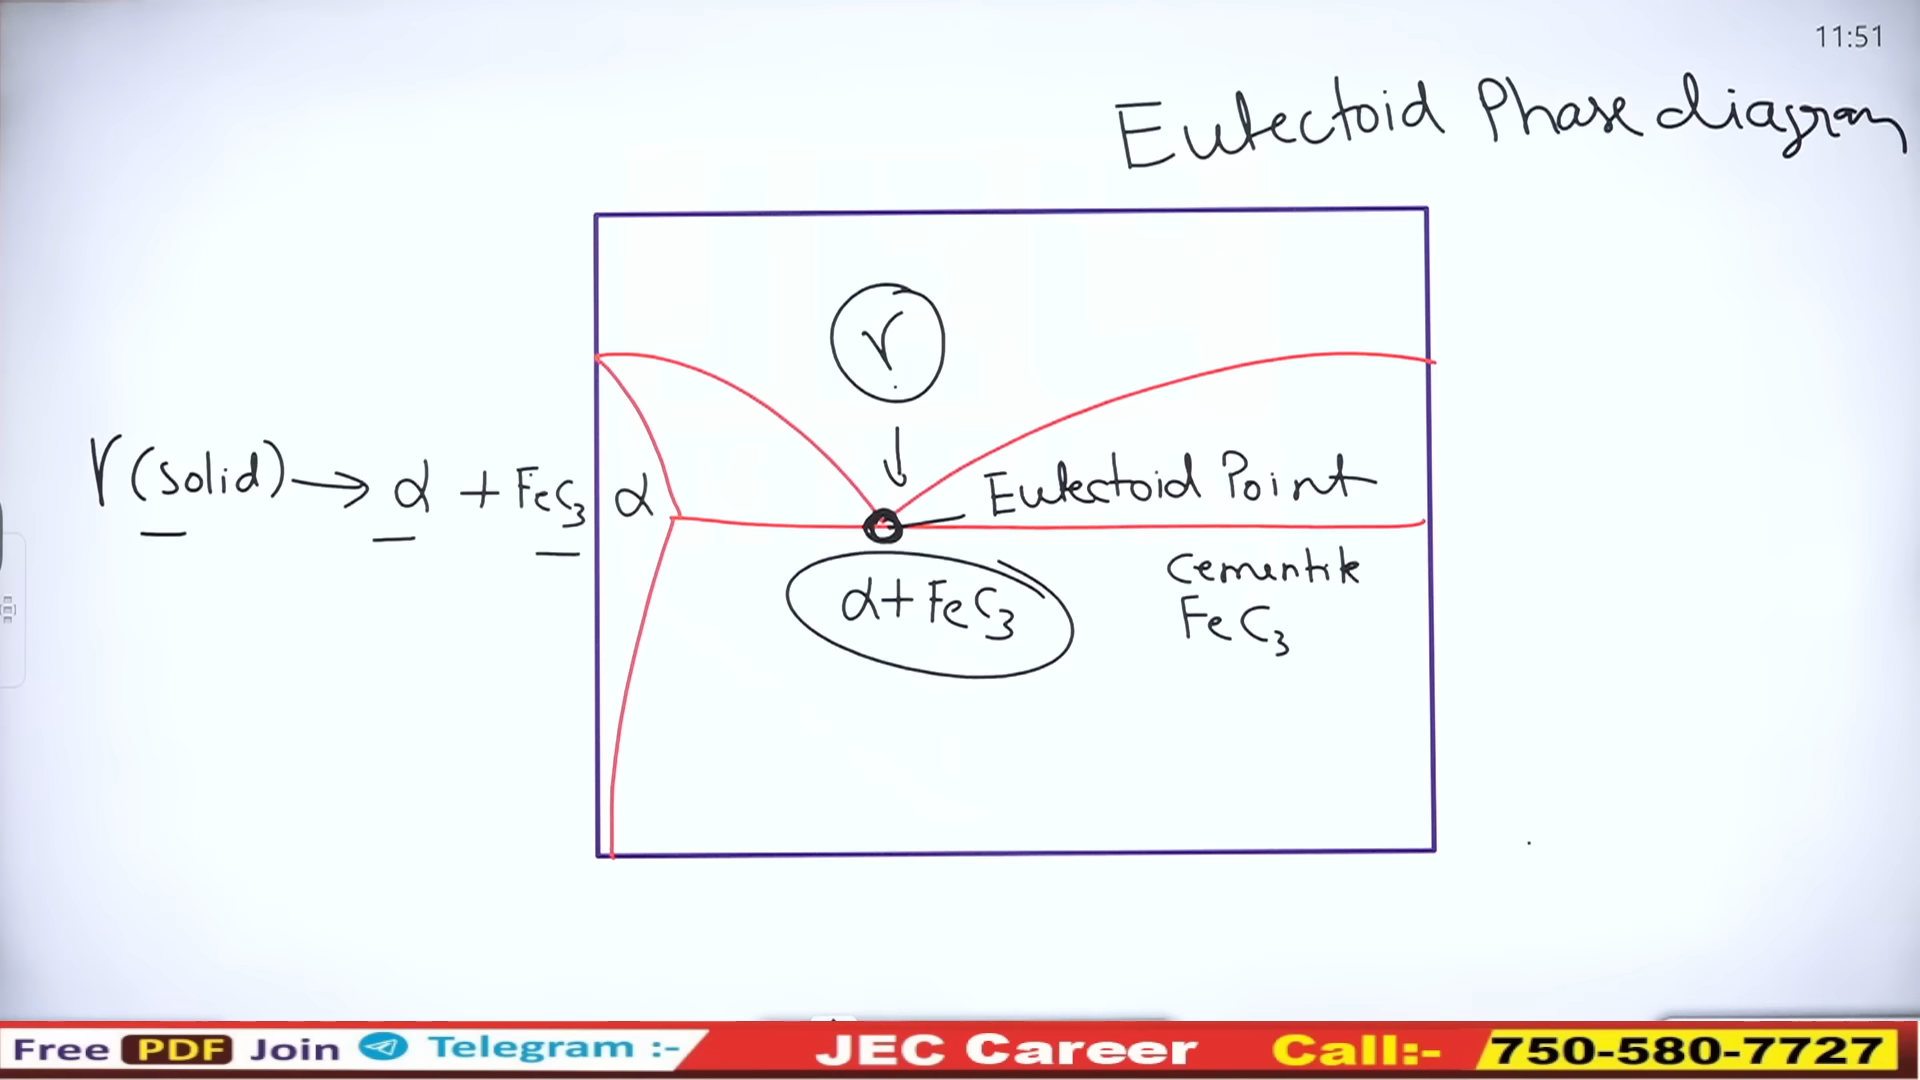 11:51
Eutectoid Phase diagram
γ
γ(solid) → α + FeC3
α
Eutectoid Point
α+FeC3
Cementite
FeC3
Free PDF Join Telegram :- JEC Career Call:- 750-580-7727